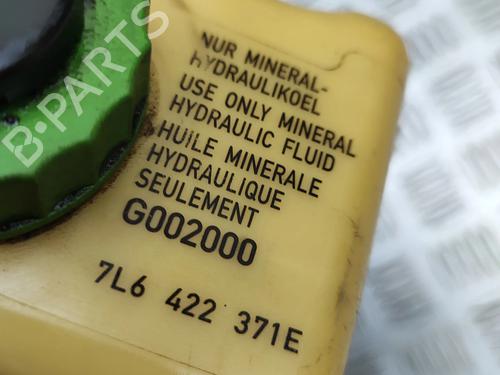 B-PARTS
NUR MINERAL-
HYDRAULIKOEL
USE ONLY MINERAL
HYDRAULIC FLUID
HUILE MINERALE
HYDRAULIQUE
SEULEMENT
G002000
7L6 422 371E